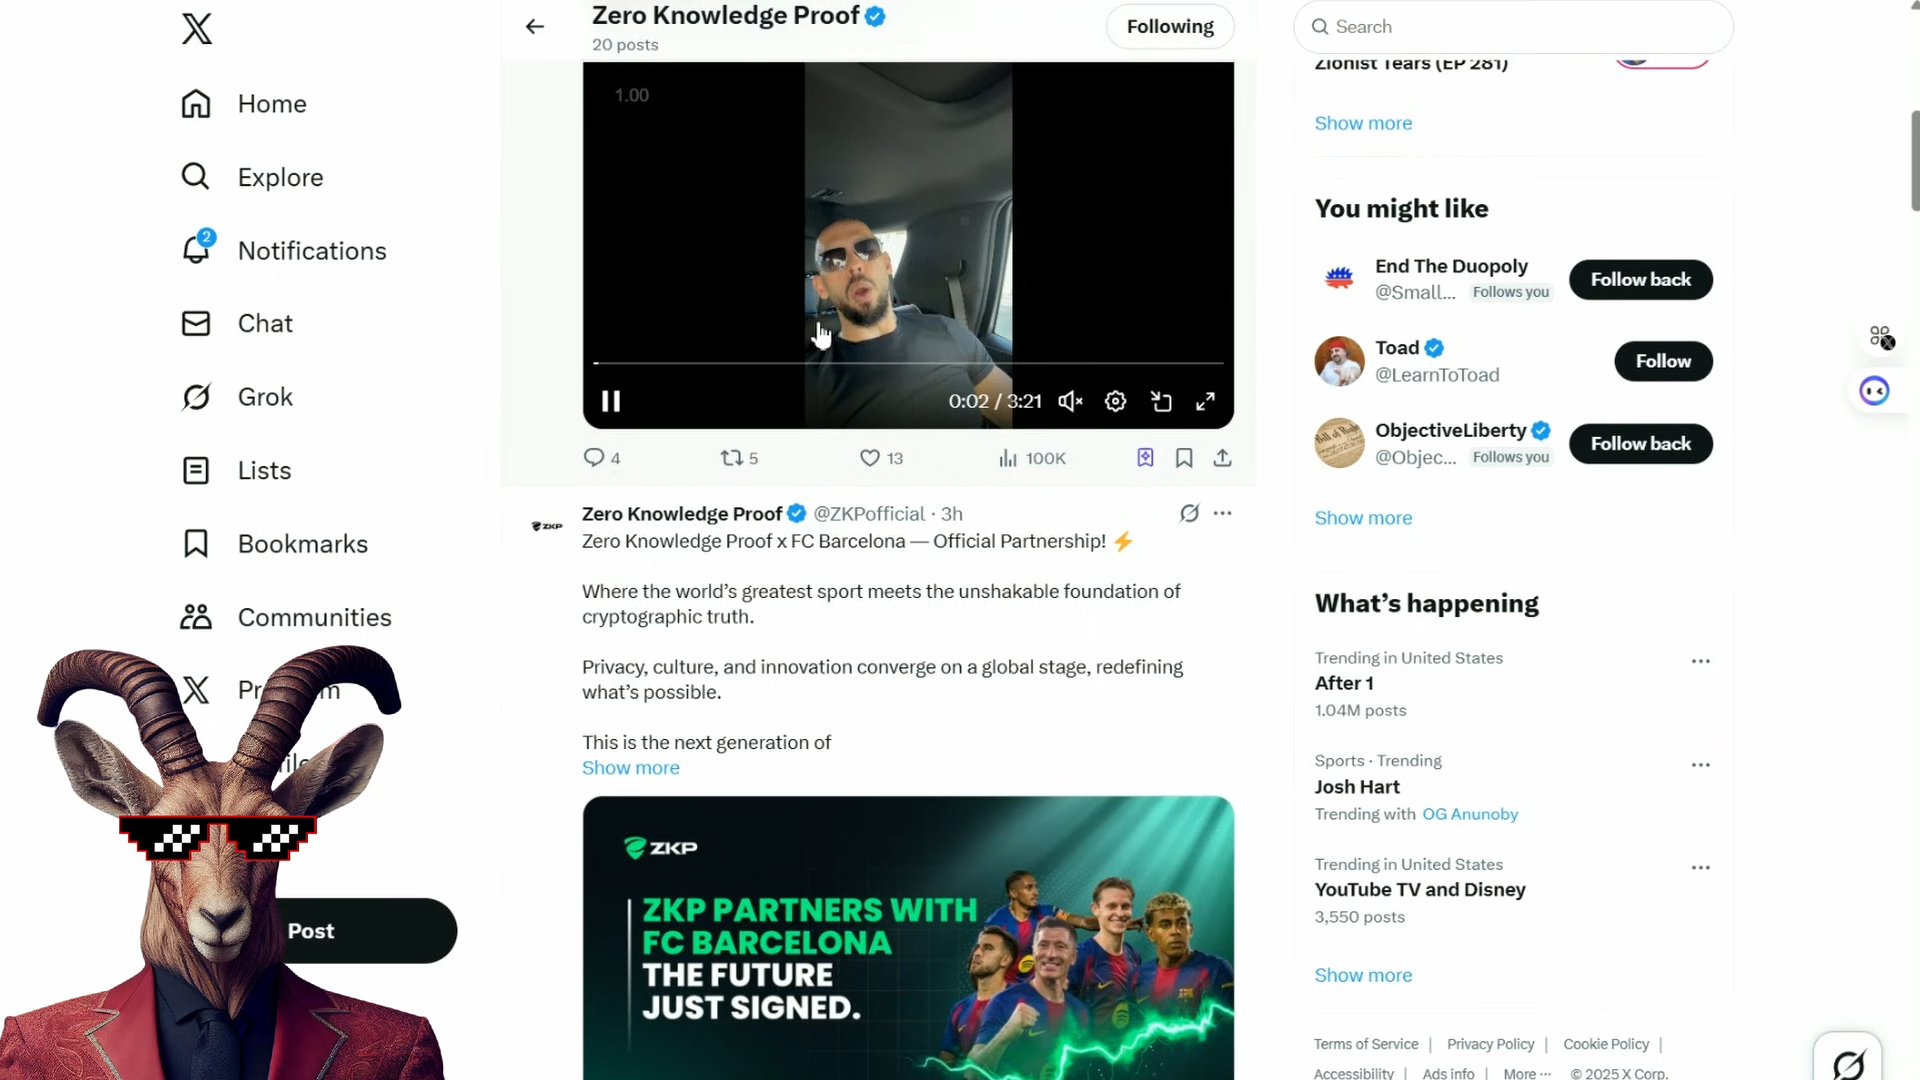 Home
Explore
2
Notifications
Chat
Grok
Lists
Bookmarks
Communities
Post
Zero Knowledge Proof
20 posts
Following
1.00
0:02 / 3:21
4
5
13
100K
ZKP
Zero Knowledge Proof @ZKPofficial · 3h
Zero Knowledge Proof x FC Barcelona — Official Partnership! ⚡
Where the world's greatest sport meets the unshakable foundation of
cryptographic truth.
Privacy, culture, and innovation converge on a global stage, redefining
what's possible.
This is the next generation of
Show more
ZKP
ZKP PARTNERS WITH
FC BARCELONA
THE FUTURE
JUST SIGNED.
Search
Zionist Tears (EP 281)
Show more
You might like
End The Duopoly
@Small... Follows you
Follow back
Toad
@LearnToToad
Follow
ObjectiveLiberty
@Objec... Follows you
Follow back
Show more
What's happening
Trending in United States
After 1
1.04M posts
Sports · Trending
Josh Hart
Trending with OG Anunoby
Trending in United States
YouTube TV and Disney
3,550 posts
Show more
Terms of Service | Privacy Policy | Cookie Policy |
Accessibility | Ads info | More ··· © 2025 X Corp.